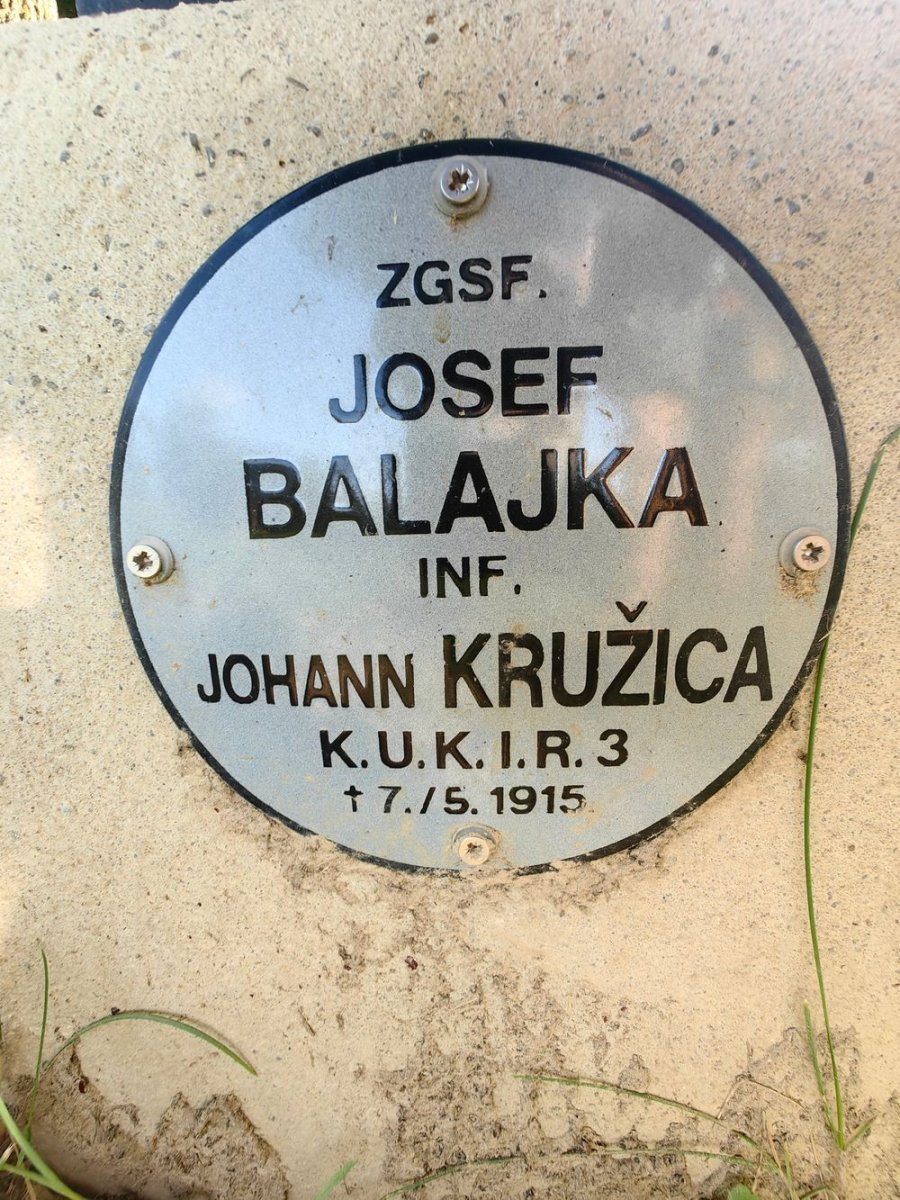 ZGSF.
JOSEF
BALAJKA
INF.
JOHANN KRUŽICA
K.U.K. I.R. 3
† 7./5. 1915